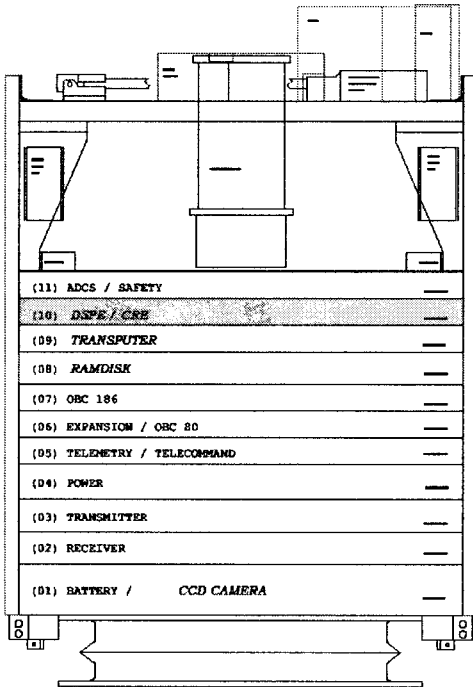 (11) ADCS / SAFETY
(10) DSPE / CRE
(09) TRANSPUTER
(08) RAMDISK
(07) OBC 186
(06) EXPANSION / OBC 80
(05) TELEMETRY / TELECOMMAND
(04) POWER
(03) TRANSMITTER
(02) RECEIVER
(01) BATTERY / CCD CAMERA